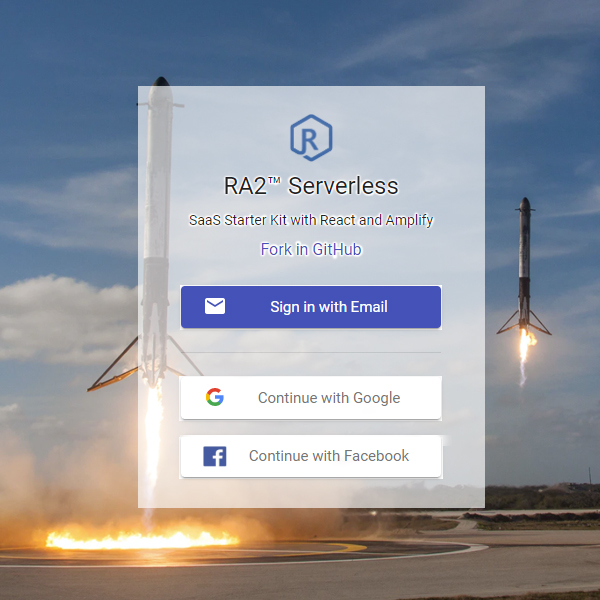 R
RA2™ Serverless
SaaS Starter Kit with React and Amplify
Fork in GitHub
Sign in with Email
G Continue with Google
f Continue with Facebook